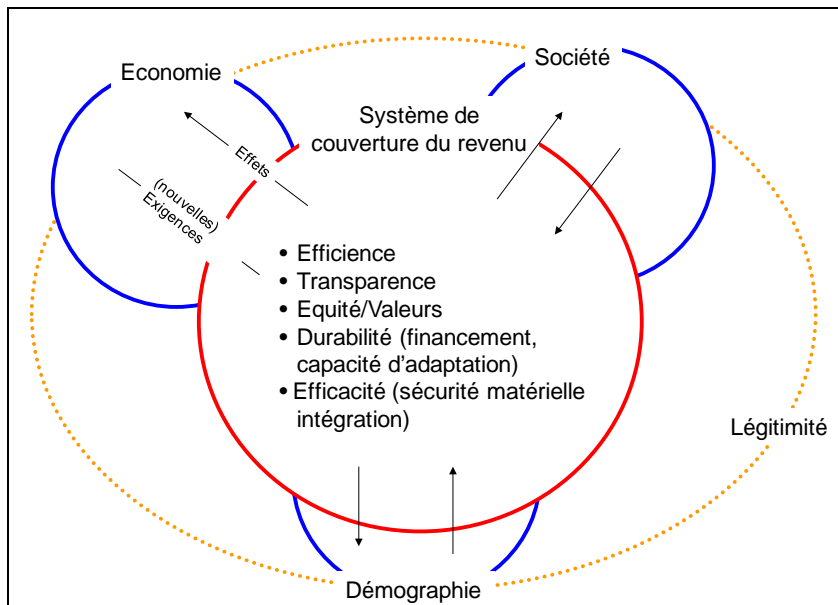 Economie
Société
Système de
couverture du revenu
Effets
(nouvelles)
Exigences
• Efficience
• Transparence
• Equité/Valeurs
• Durabilité (financement,
capacité d'adaptation)
• Efficacité (sécurité matérielle
intégration)
Légitimité
Démographie